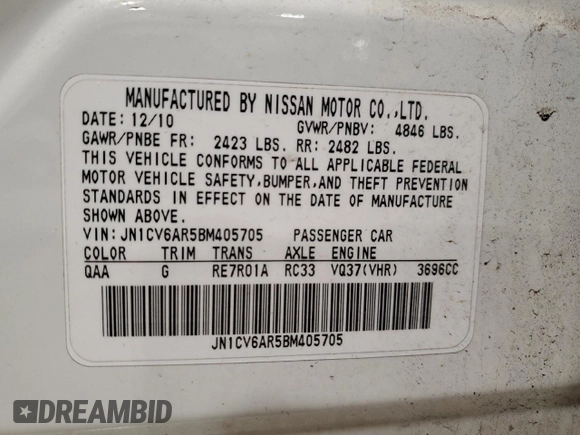 MANUFACTURED BY NISSAN MOTOR CO.,LTD.
DATE: 12/10 GVWR/PNBV: 4846 LBS.
GAWR/PNBE FR: 2423 LBS. RR: 2482 LBS.
THIS VEHICLE CONFORMS TO ALL APPLICABLE FEDERAL
MOTOR VEHICLE SAFETY,BUMPER,AND THEFT PREVENTION
STANDARDS IN EFFECT ON THE DATE OF MANUFACTURE
SHOWN ABOVE.
VIN: JN1CV6AR5BM405705 PASSENGER CAR
COLOR TRIM TRANS AXLE ENGINE
QAA G RE7R01A RC33 VQ37(VHR) 3696CC
JN1CV6AR5BM405705
DREAMBID